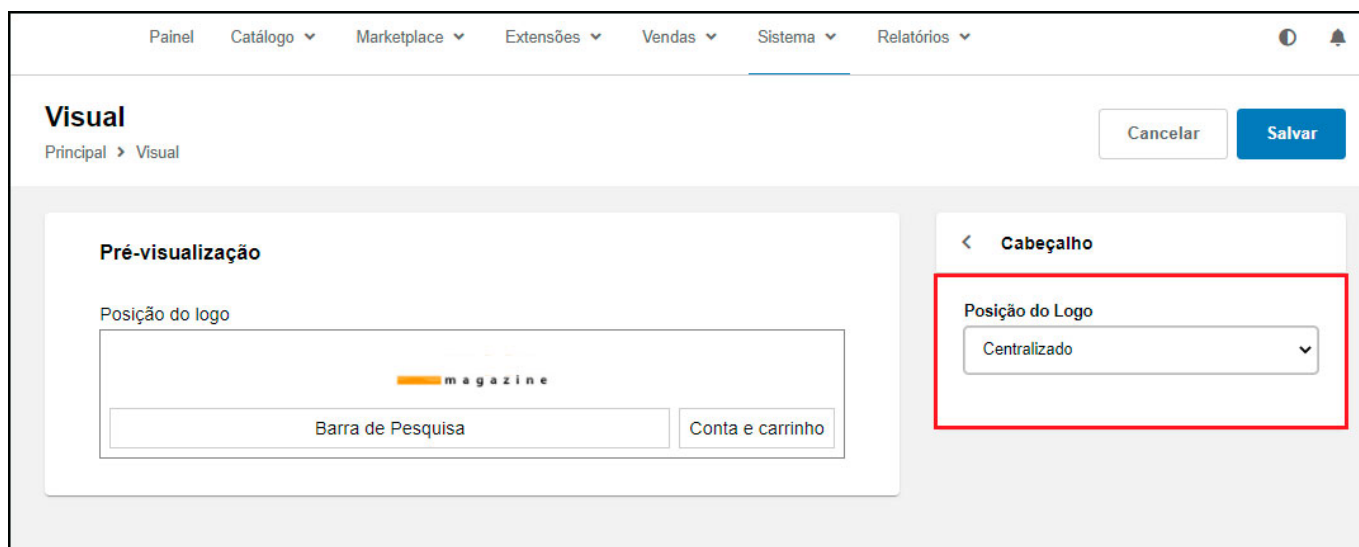 Painel Catálogo Marketplace Extensões Vendas Sistema Relatórios
Visual
Principal > Visual
Cancelar Salvar
Pré-visualização
Posição do logo
magazine
Barra de Pesquisa Conta e carrinho
< Cabeçalho
Posição do Logo
Centralizado